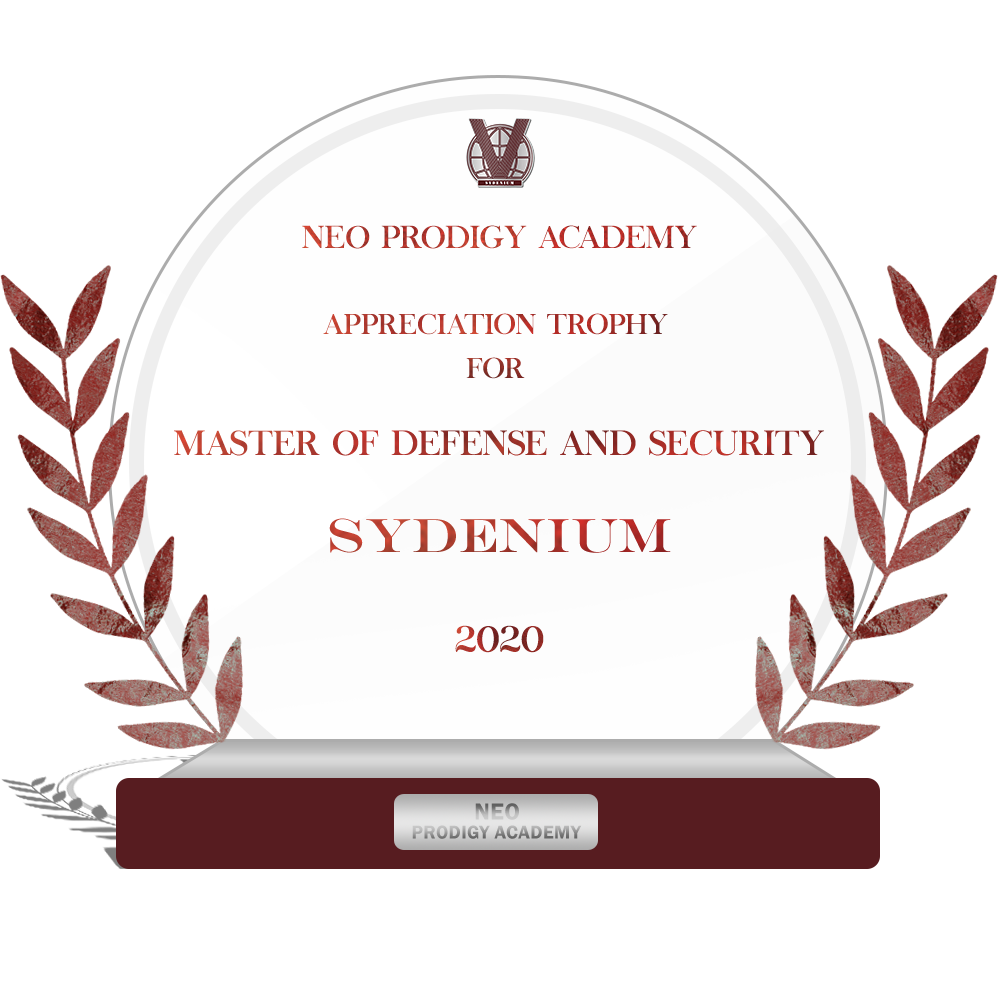 V
SYDENIUM
NEO PRODIGY ACADEMY
APPRECIATION TROPHY
FOR
MASTER OF DEFENSE AND SECURITY
SYDENIUM
2020
NEO
PRODIGY ACADEMY